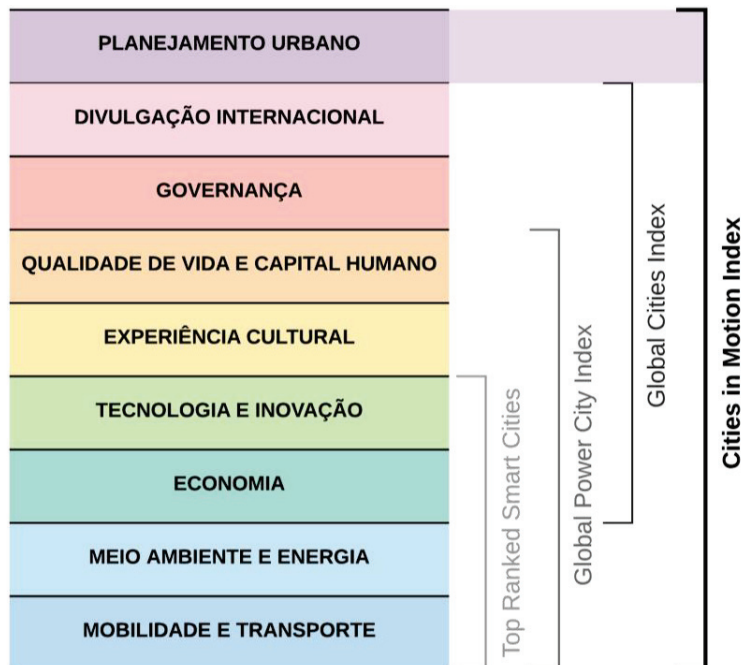 PLANEJAMENTO URBANO
DIVULGAÇÃO INTERNACIONAL
GOVERNANÇA
QUALIDADE DE VIDA E CAPITAL HUMANO
EXPERIÊNCIA CULTURAL
TECNOLOGIA E INOVAÇÃO
ECONOMIA
MEIO AMBIENTE E ENERGIA
MOBILIDADE E TRANSPORTE
Top Ranked Smart Cities
Global Power City Index
Global Cities Index
Cities in Motion Index